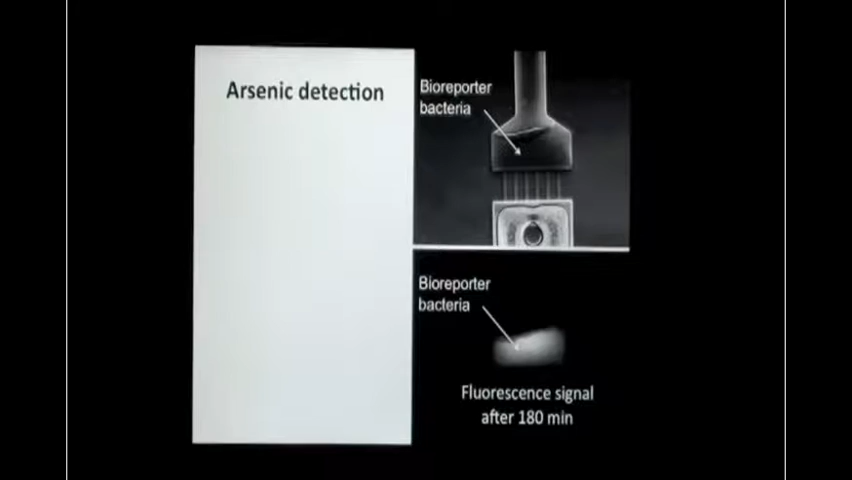 Arsenic detection
Bioreporter
bacteria
Bioreporter
bacteria
Fluorescence signal
after 180 min